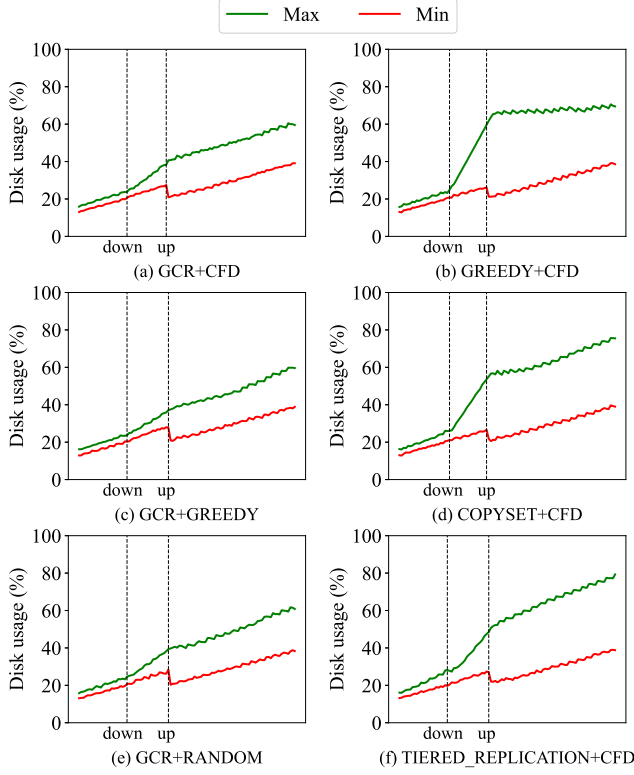 Max Min
100
80
60
40
20
0
Disk usage (%)
down up
(a) GCR+CFD
100
80
60
40
20
0
Disk usage (%)
down up
(b) GREEDY+CFD
100
80
60
40
20
0
Disk usage (%)
down up
(c) GCR+GREEDY
100
80
60
40
20
0
Disk usage (%)
down up
(d) COPYSET+CFD
100
80
60
40
20
0
Disk usage (%)
down up
(e) GCR+RANDOM
100
80
60
40
20
0
Disk usage (%)
down up
(f) TIERED_REPLICATION+CFD